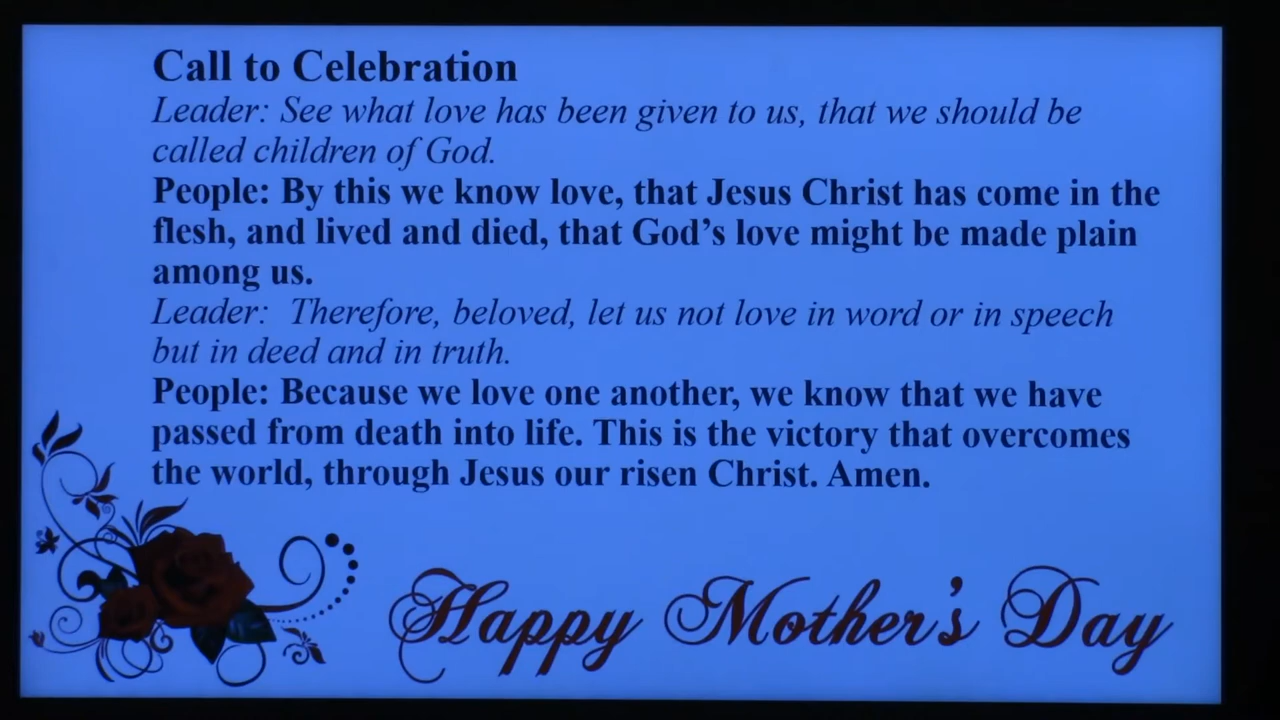 Call to Celebration
Leader: See what love has been given to us, that we should be
called children of God.
People: By this we know love, that Jesus Christ has come in the
flesh, and lived and died, that God’s love might be made plain
among us.
Leader:  Therefore, beloved, let us not love in word or in speech
but in deed and in truth.
People: Because we love one another, we know that we have
passed from death into life. This is the victory that overcomes
the world, through Jesus our risen Christ. Amen.
Happy Mother's Day